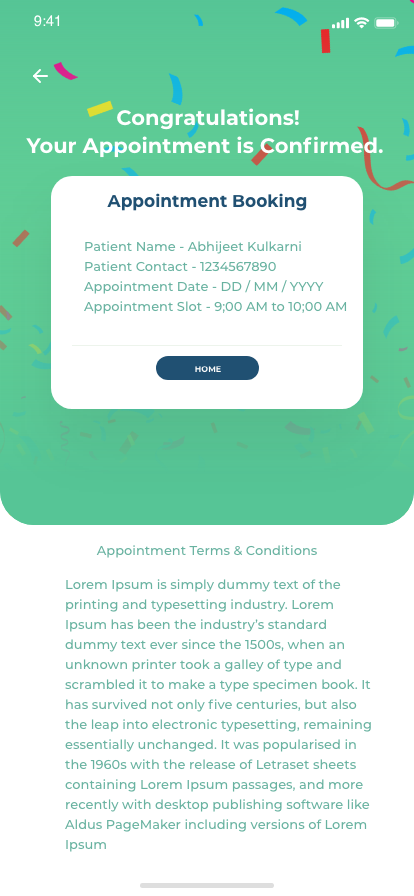 9:41
Congratulations!
Your Appointment is Confirmed.
Appointment Booking
Patient Name - Abhijeet Kulkarni
Patient Contact - 1234567890
Appointment Date - DD / MM / YYYY
Appointment Slot - 9;00 AM to 10;00 AM
HOME
Appointment Terms & Conditions
Lorem Ipsum is simply dummy text of the
printing and typesetting industry. Lorem
Ipsum has been the industry's standard
dummy text ever since the 1500s, when an
unknown printer took a galley of type and
scrambled it to make a type specimen book. It
has survived not only five centuries, but also
the leap into electronic typesetting, remaining
essentially unchanged. It was popularised in
the 1960s with the release of Letraset sheets
containing Lorem Ipsum passages, and more
recently with desktop publishing software like
Aldus PageMaker including versions of Lorem
Ipsum